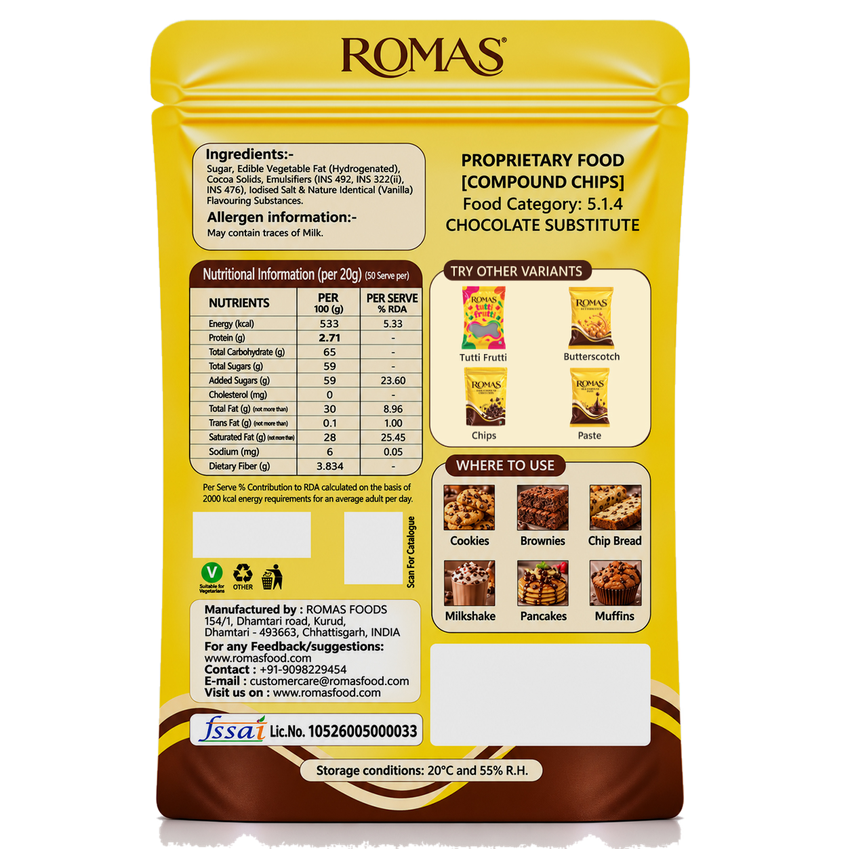 ROMAS®
Ingredients:-
Sugar, Edible Vegetable Fat (Hydrogenated),
Cocoa Solids, Emulsifiers (INS 492, INS 322(ii),
INS 476), Iodised Salt & Nature Identical (Vanilla)
Flavouring Substances.
Allergen information:-
May contain traces of Milk.
PROPRIETARY FOOD
[COMPOUND CHIPS]
Food Category: 5.1.4
CHOCOLATE SUBSTITUTE
Nutritional Information (per 20g) (50 Serve per)
NUTRIENTS PER 100 (g) PER SERVE % RDA
Energy (kcal) 533 5.33
Protein (g) 2.71 -
Total Carbohydrate (g) 65 -
Total Sugars (g) 59 -
Added Sugars (g) 59 23.60
Cholesterol (mg) 0 -
Total Fat (g) (not more than) 30 8.96
Trans Fat (g) (not more than) 0.1 1.00
Saturated Fat (g) (not more than) 28 25.45
Sodium (mg) 6 0.05
Dietary Fiber (g) 3.834 -
Per Serve % Contribution to RDA calculated on the basis of
2000 kcal energy requirements for an average adult per day.
TRY OTHER VARIANTS
ROMAS
tutti
frutti
ROMAS
Tutti Frutti
Butterscotch
ROMAS
ROMAS
Chips
Paste
WHERE TO USE
Cookies
Brownies
Chip Bread
Milkshake
Pancakes
Muffins
Scan For Catalogue
V
Suitable for
Vegetarians
OTHER
Manufactured by : ROMAS FOODS
154/1, Dhamtari road, Kurud,
Dhamtari - 493663, Chhattisgarh, INDIA
For any Feedback/suggestions:
www.romasfood.com
Contact : +91-9098229454
E-mail : customercare@romasfood.com
Visit us on : www.romasfood.com
fssai Lic.No. 10526005000033
Storage conditions: 20°C and 55% R.H.